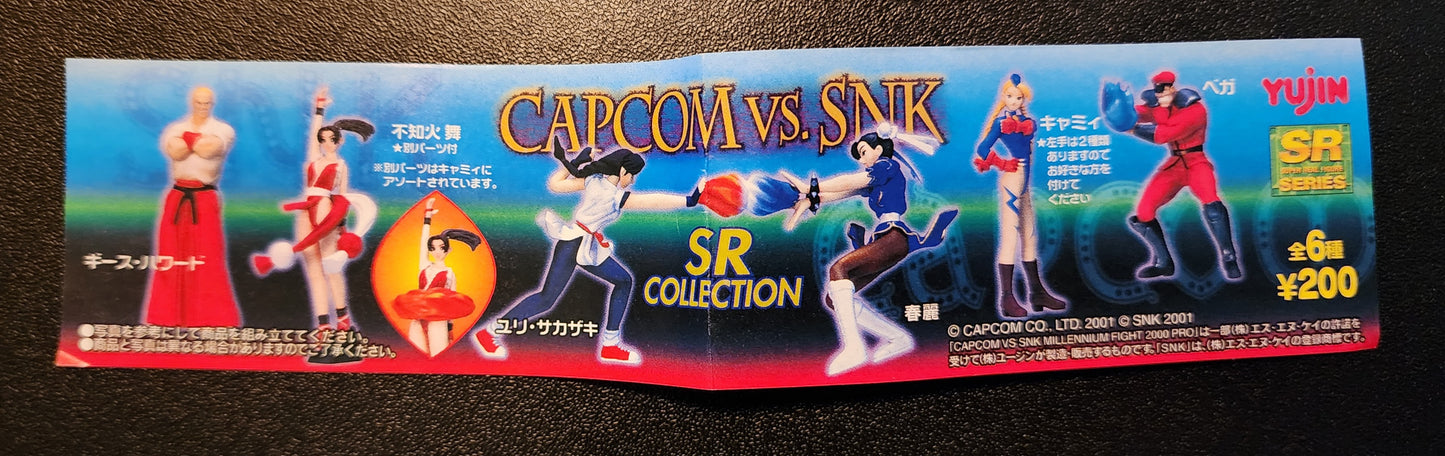 CAPCOM VS. SNK
SR
COLLECTION
ギース・ハワード
不知火 舞
★別パーツ付
※別パーツはキャミィに
アソートされています。
ユリ・サカザキ
春麗
キャミィ
★左手は2種類
ありますので
お好きな方を
付けて
ください
ベガ
YUJIN
SR
SUPER REAL FIGURE
SERIES
全6種
¥200
●写真を参考にして商品を組み立ててください。
●商品と写真は異なる場合がありますのでご了承ください。
© CAPCOM CO., LTD. 2001 © SNK 2001
「CAPCOM VS SNK MILLENNIUM FIGHT 2000 PRO」は一部(株)エス・エヌ・ケイの許諾を
受けて(株)ユージンが製造・販売するものです。「SNK」は、(株)エス・エヌ・ケイの登録商標です。